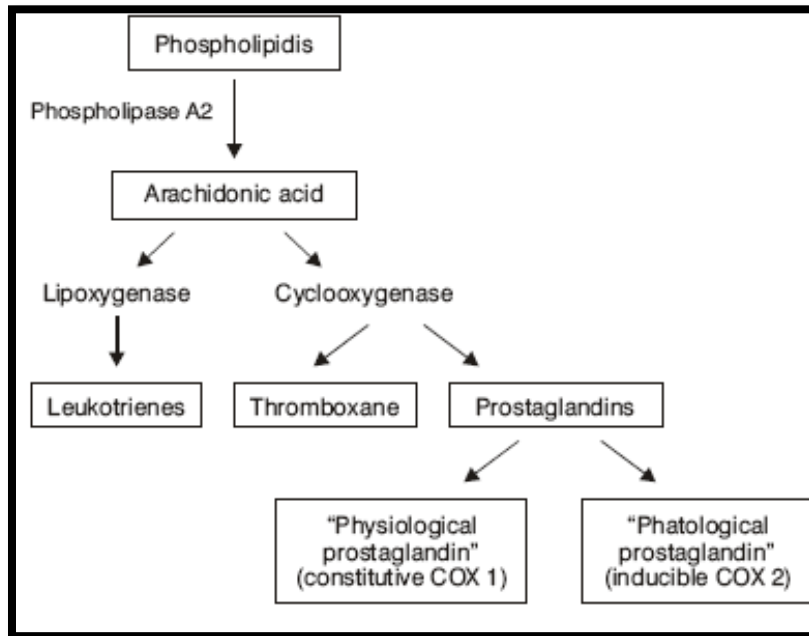 Phospholipidis
Phospholipase A2
Arachidonic acid
Lipoxygenase
Cyclooxygenase
Leukotrienes
Thromboxane
Prostaglandins
“Physiological
prostaglandin”
(constitutive COX 1)
“Phatological
prostaglandin”
(inducible COX 2)